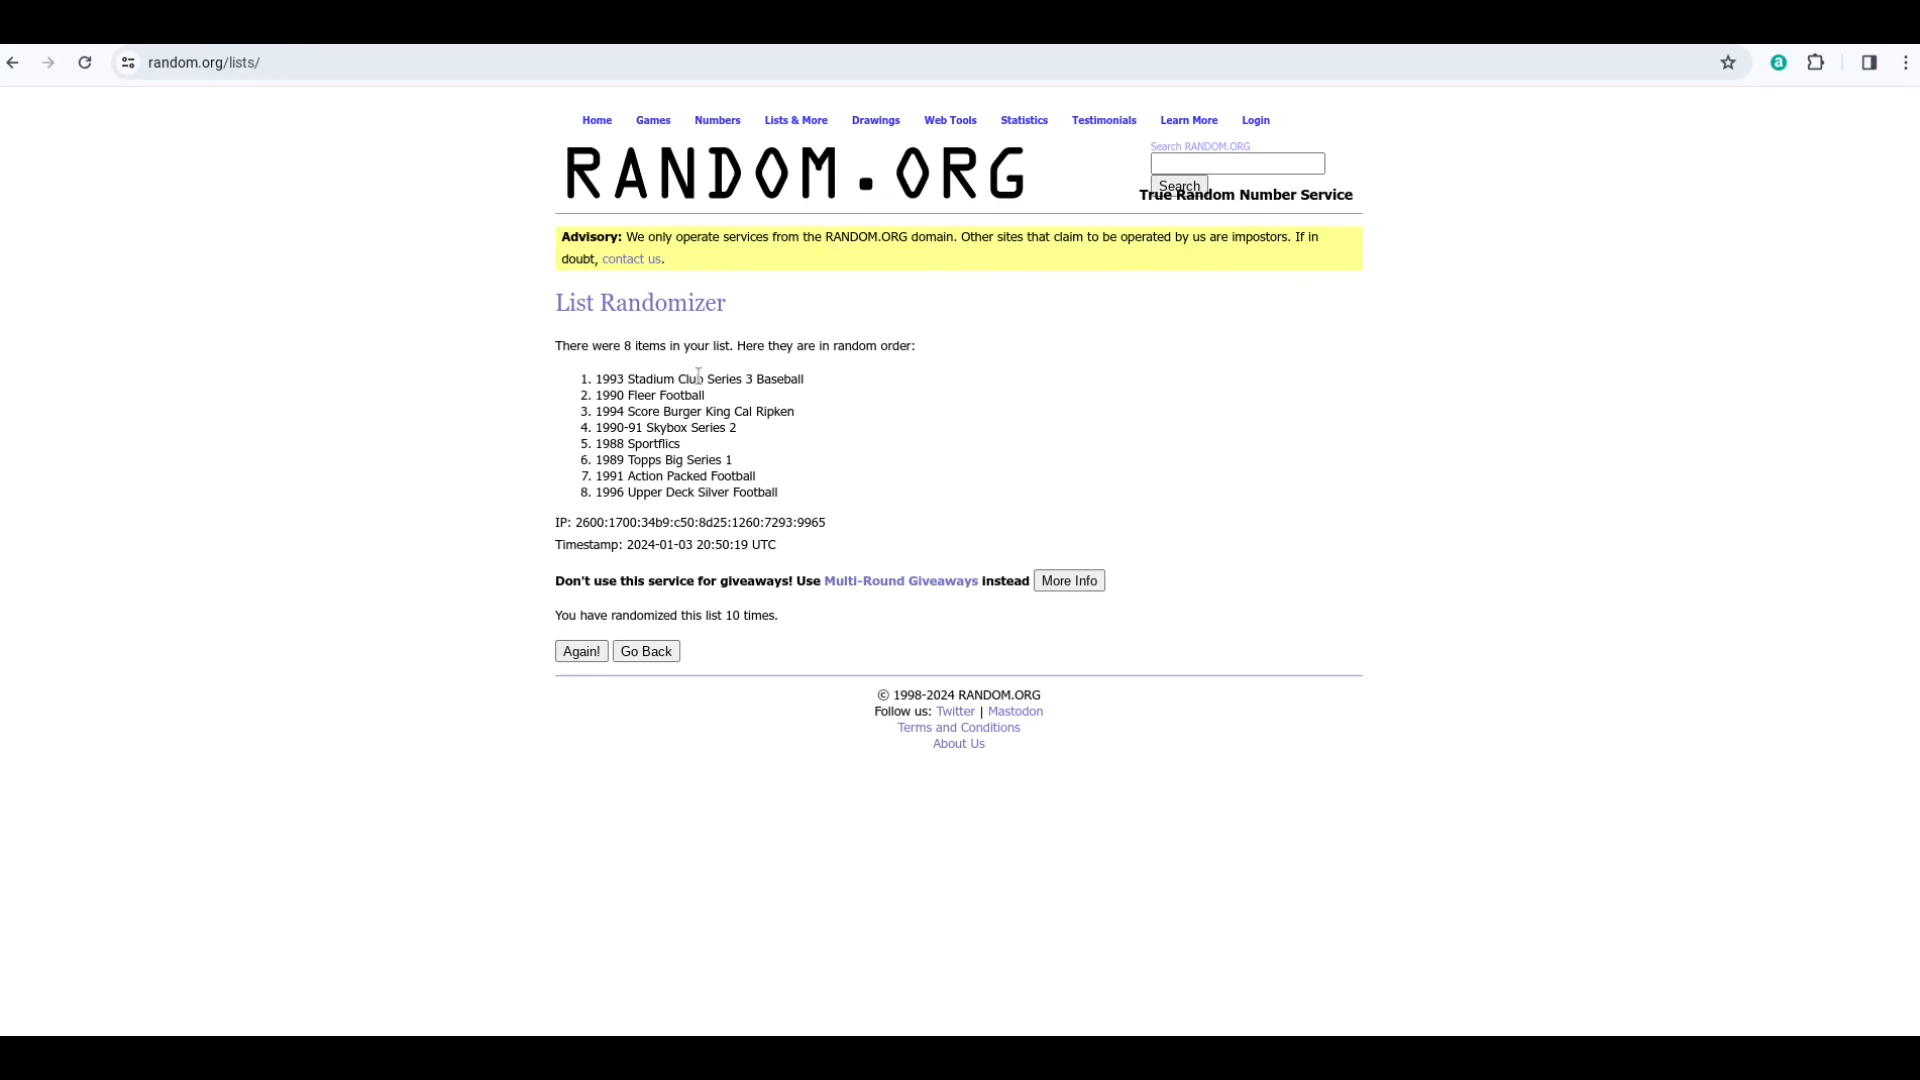 random.org/lists/
a
Home Games Numbers Lists & More Drawings Web Tools Statistics Testimonials Learn More Login
RANDOM.ORG
Search RANDOM.ORG
Search
True Random Number Service
Advisory: We only operate services from the RANDOM.ORG domain. Other sites that claim to be operated by us are impostors. If in
doubt, contact us.
List Randomizer
There were 8 items in your list. Here they are in random order:
1. 1993 Stadium Club Series 3 Baseball
2. 1990 Fleer Football
3. 1994 Score Burger King Cal Ripken
4. 1990-91 Skybox Series 2
5. 1988 Sportflics
6. 1989 Topps Big Series 1
7. 1991 Action Packed Football
8. 1996 Upper Deck Silver Football
IP: 2600:1700:34b9:c50:8d25:1260:7293:9965
Timestamp: 2024-01-03 20:50:19 UTC
Don't use this service for giveaways! Use Multi-Round Giveaways instead More Info
You have randomized this list 10 times.
Again! Go Back
© 1998-2024 RANDOM.ORG
Follow us: Twitter | Mastodon
Terms and Conditions
About Us